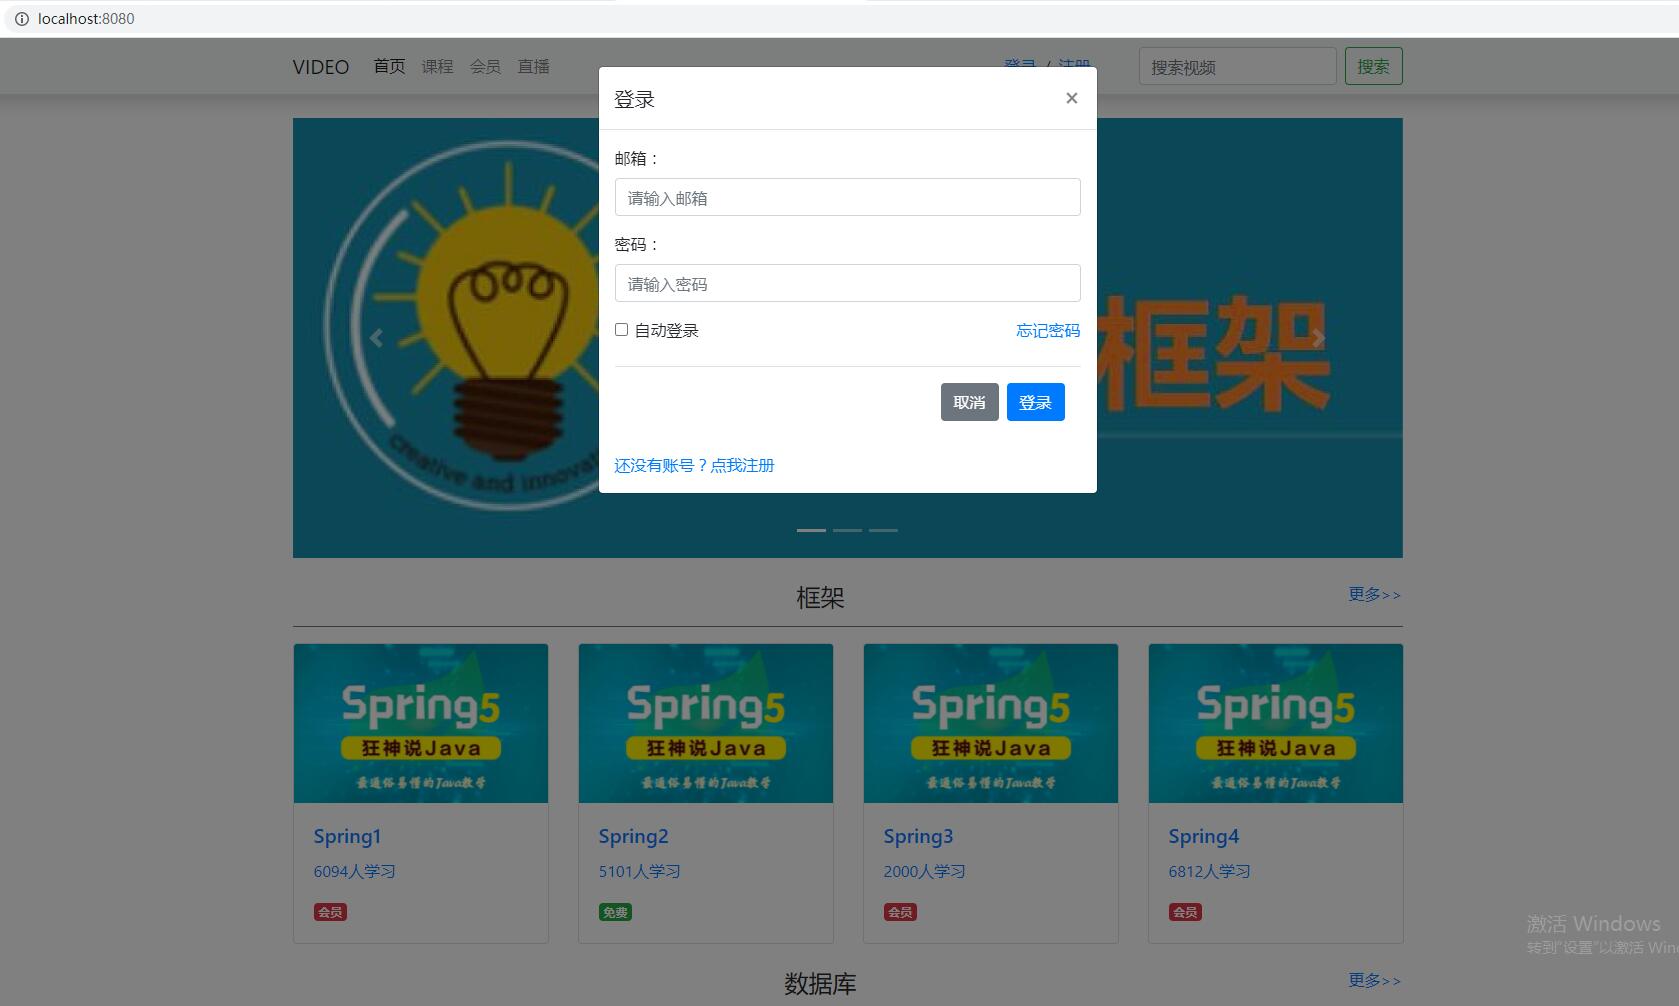 localhost:8080
VIDEO 首页 课程 会员 直播 登录 / 注册 搜索视频 搜索
登录 ×
邮箱：
请输入邮箱
密码：
请输入密码
自动登录 忘记密码
取消 登录
还没有账号？点我注册
creative and innovat
框架
框架 更多>>
Spring5 Spring5 Spring5 Spring5
狂神说Java 狂神说Java 狂神说Java 狂神说Java
最通俗易懂的Java教学 最通俗易懂的Java教学 最通俗易懂的Java教学 最通俗易懂的Java教学
Spring1 Spring2 Spring3 Spring4
6094人学习 5101人学习 2000人学习 6812人学习
会员 免费 会员 会员
激活 Windows
转到"设置"以激活 Win
数据库 更多>>